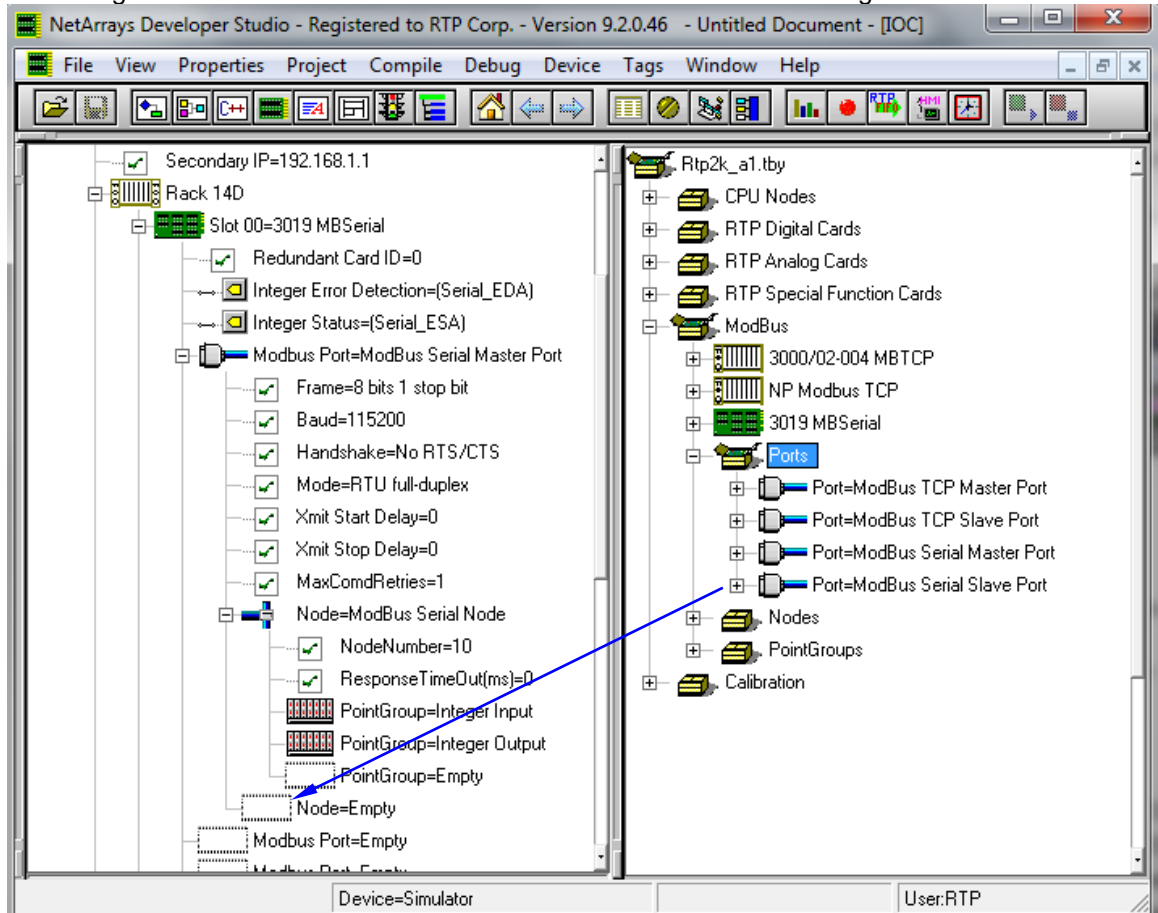 NetArrays Developer Studio - Registered to RTP Corp. - Version 9.2.0.46 - Untitled Document - [IOC]
File View Properties Project Compile Debug Device Tags Window Help
C++
RTP
HMI
Secondary IP=192.168.1.1
Rack 14D
Slot 00=3019 MBSerial
Redundant Card ID=0
Integer Error Detection=(Serial_EDA)
Integer Status=(Serial_ESA)
Modbus Port=ModBus Serial Master Port
Frame=8 bits 1 stop bit
Baud=115200
Handshake=No RTS/CTS
Mode=RTU full-duplex
Xmit Start Delay=0
Xmit Stop Delay=0
MaxComdRetries=1
Node=ModBus Serial Node
NodeNumber=10
ResponseTimeOut(ms)=0
PointGroup=Integer Input
PointGroup=Integer Output
PointGroup=Empty
Node=Empty
Modbus Port=Empty
Rtp2k_a1.tby
CPU Nodes
RTP Digital Cards
RTP Analog Cards
RTP Special Function Cards
ModBus
3000/02-004 MBTCP
NP Modbus TCP
3019 MBSerial
Ports
Port=ModBus TCP Master Port
Port=ModBus TCP Slave Port
Port=ModBus Serial Master Port
Port=ModBus Serial Slave Port
Nodes
PointGroups
Calibration
Device=Simulator
User:RTP